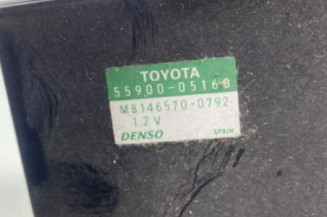 TOYOTA
55900-05160
MB146570-0792
12V
DENSO SPAIN